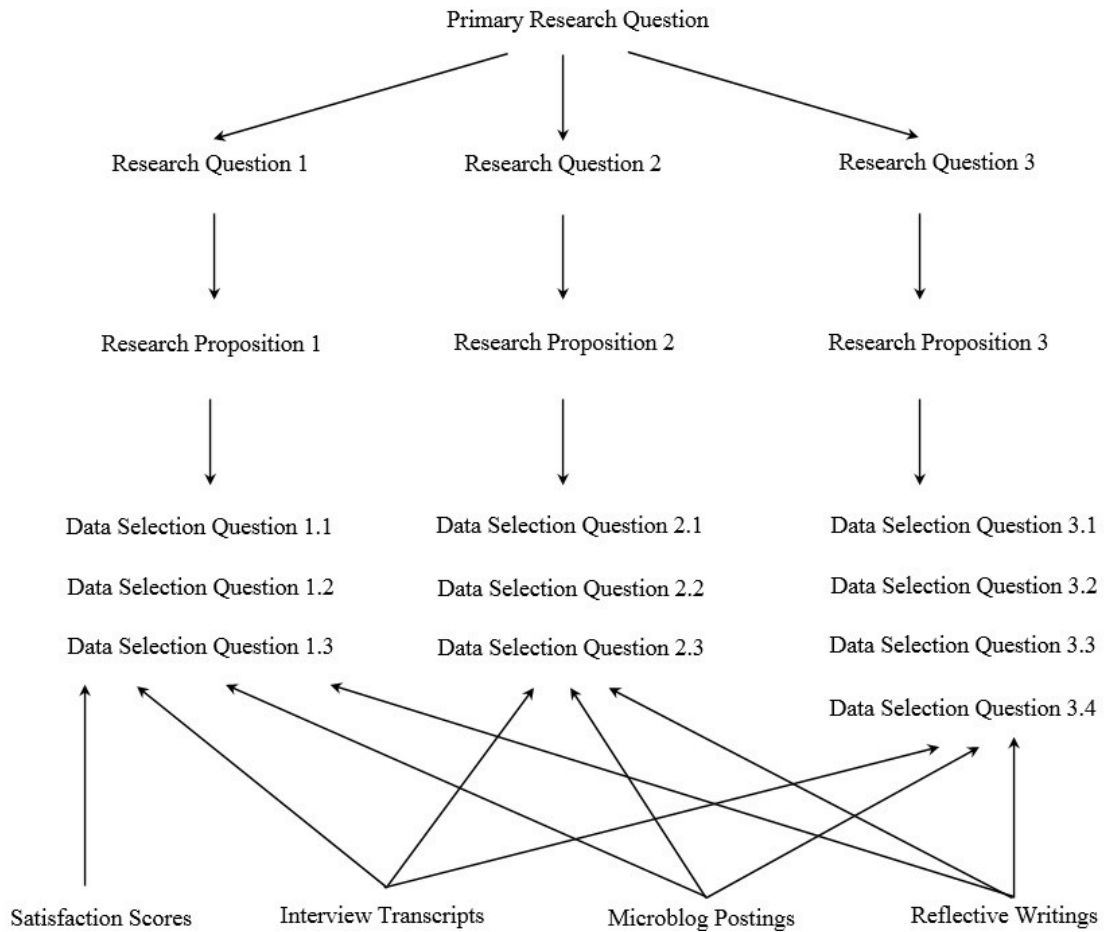 Primary Research Question
Research Question 1
Research Question 2
Research Question 3
Research Proposition 1
Research Proposition 2
Research Proposition 3
Data Selection Question 1.1
Data Selection Question 2.1
Data Selection Question 3.1
Data Selection Question 1.2
Data Selection Question 2.2
Data Selection Question 3.2
Data Selection Question 1.3
Data Selection Question 2.3
Data Selection Question 3.3
Data Selection Question 3.4
Satisfaction Scores
Interview Transcripts
Microblog Postings
Reflective Writings